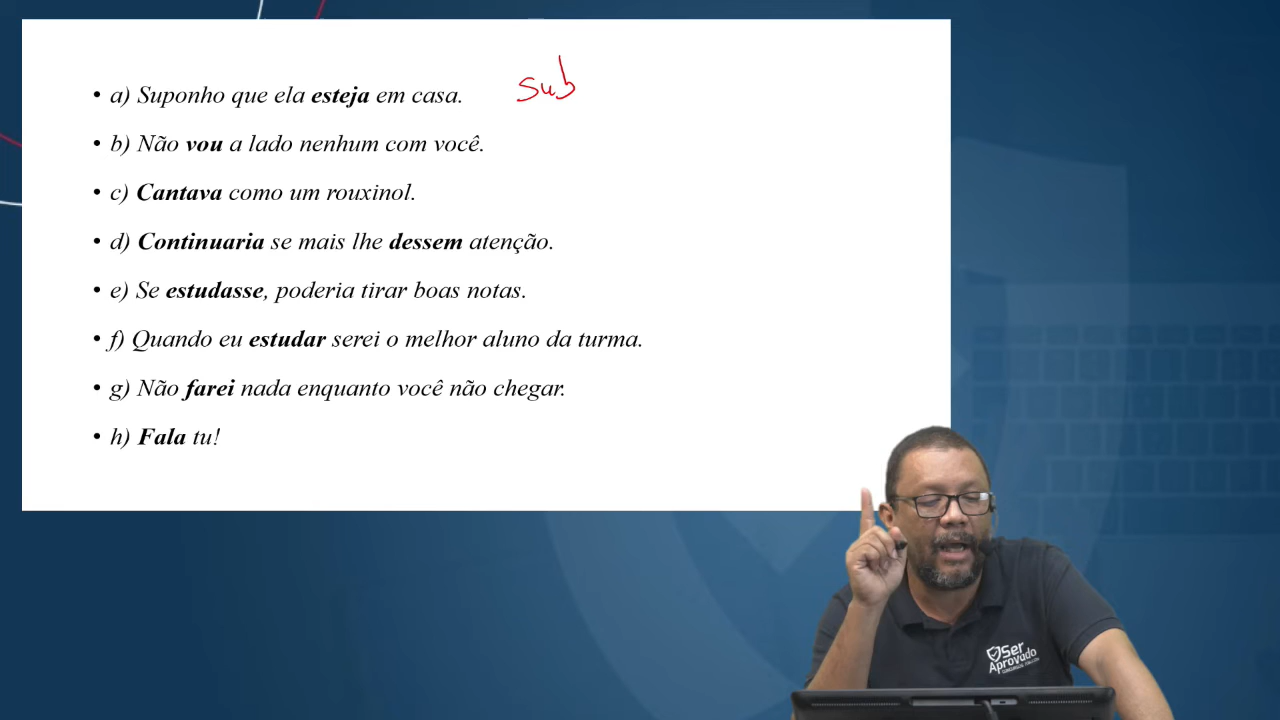 • a) Suponho que ela esteja em casa. sub
• b) Não vou a lado nenhum com você.
• c) Cantava como um rouxinol.
• d) Continuaria se mais lhe dessem atenção.
• e) Se estudasse, poderia tirar boas notas.
• f) Quando eu estudar serei o melhor aluno da turma.
• g) Não farei nada enquanto você não chegar.
• h) Fala tu!
Ser
Aprovado